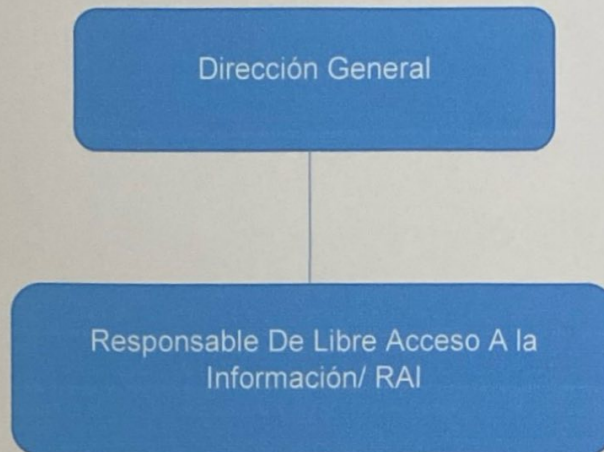 Dirección General
Responsable De Libre Acceso A la
Información/ RAI